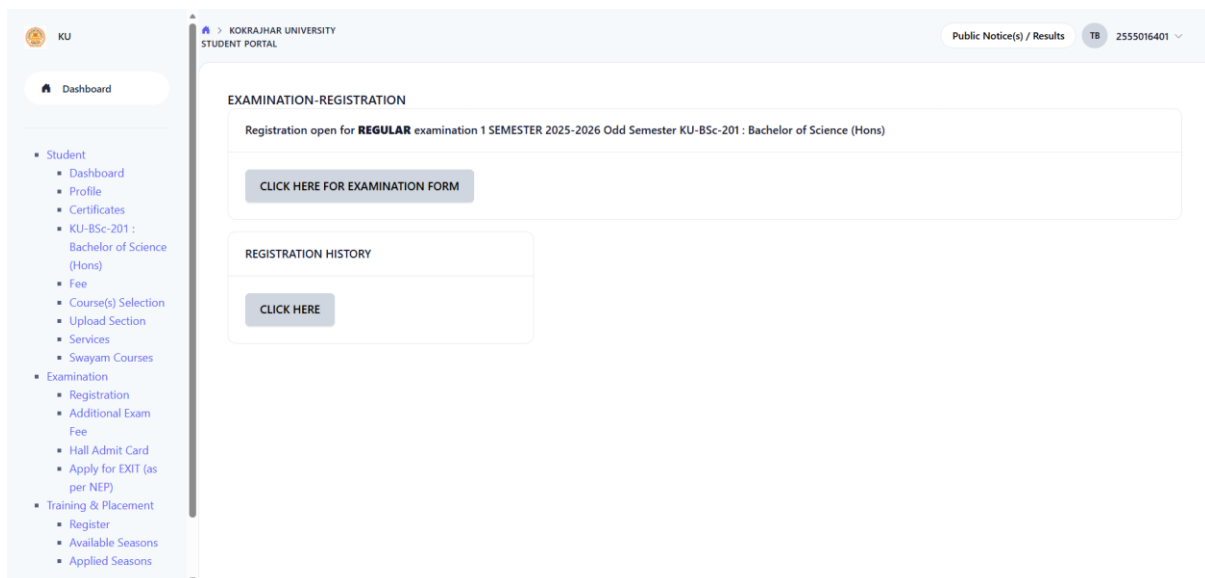 KU
Dashboard
Student
Dashboard
Profile
Certificates
KU-BSc-201 :
Bachelor of Science
(Hons)
Fee
Course(s) Selection
Upload Section
Services
Swayam Courses
Examination
Registration
Additional Exam
Fee
Hall Admit Card
Apply for EXIT (as
per NEP)
Training & Placement
Register
Available Seasons
Applied Seasons
> KOKRAJHAR UNIVERSITY
STUDENT PORTAL
Public Notice(s) / Results
TB
2555016401
EXAMINATION-REGISTRATION
Registration open for REGULAR examination 1 SEMESTER 2025-2026 Odd Semester KU-BSc-201 : Bachelor of Science (Hons)
CLICK HERE FOR EXAMINATION FORM
REGISTRATION HISTORY
CLICK HERE